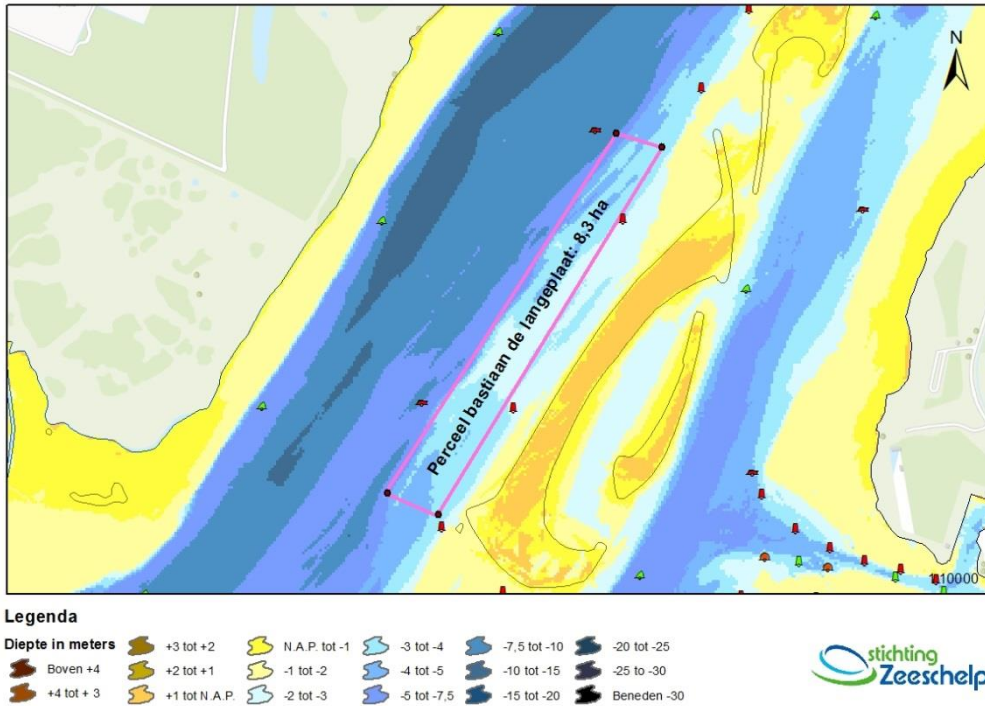 N
Perceel bastiaan de langeplaat: 8,3 ha
1:10000
Legenda
Diepte in meters
Boven +4
+4 tot + 3
+3 tot +2
+2 tot +1
+1 tot N.A.P.
N.A.P. tot -1
-1 tot -2
-2 tot -3
-3 tot -4
-4 tot -5
-5 tot -7,5
-7,5 tot -10
-10 tot -15
-15 tot -20
-20 tot -25
-25 to -30
Beneden -30
stichting
Zeeschelp